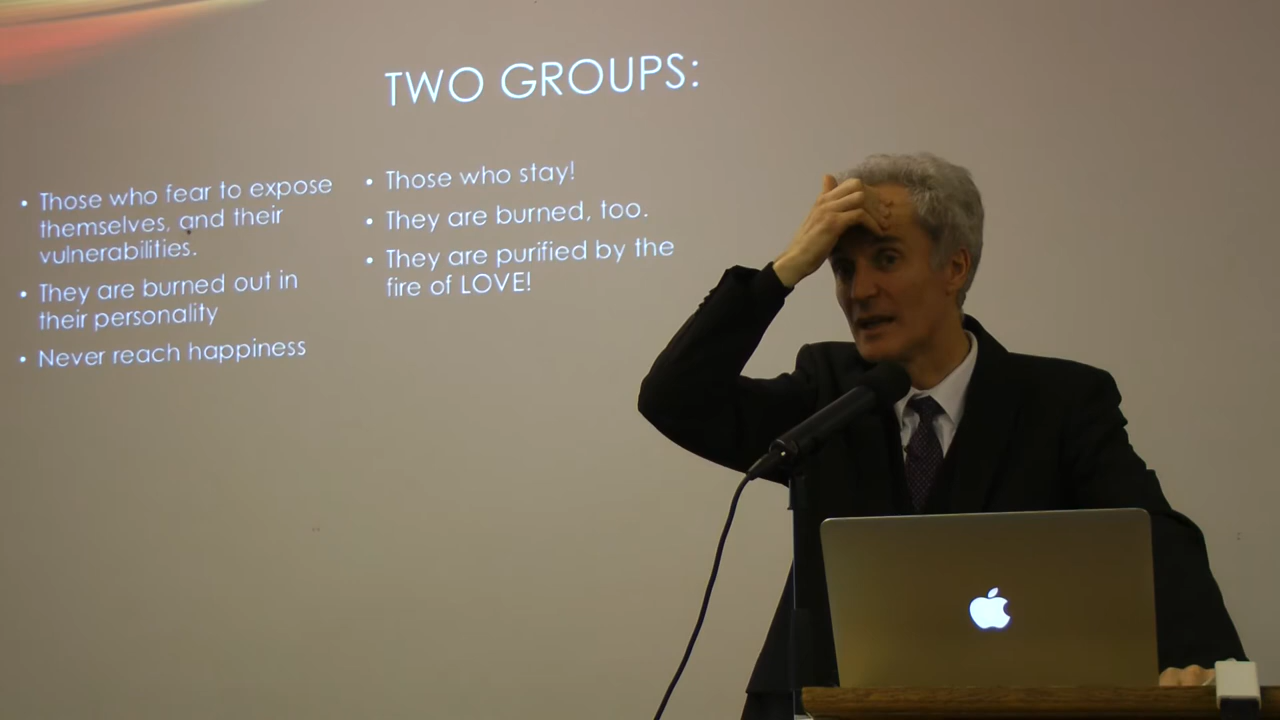 TWO GROUPS:
• Those who fear to expose
themselves, and their
vulnerabilities.
• They are burned out in
their personality
• Never reach happiness
• Those who stay!
• They are burned, too.
• They are purified by the
fire of LOVE!